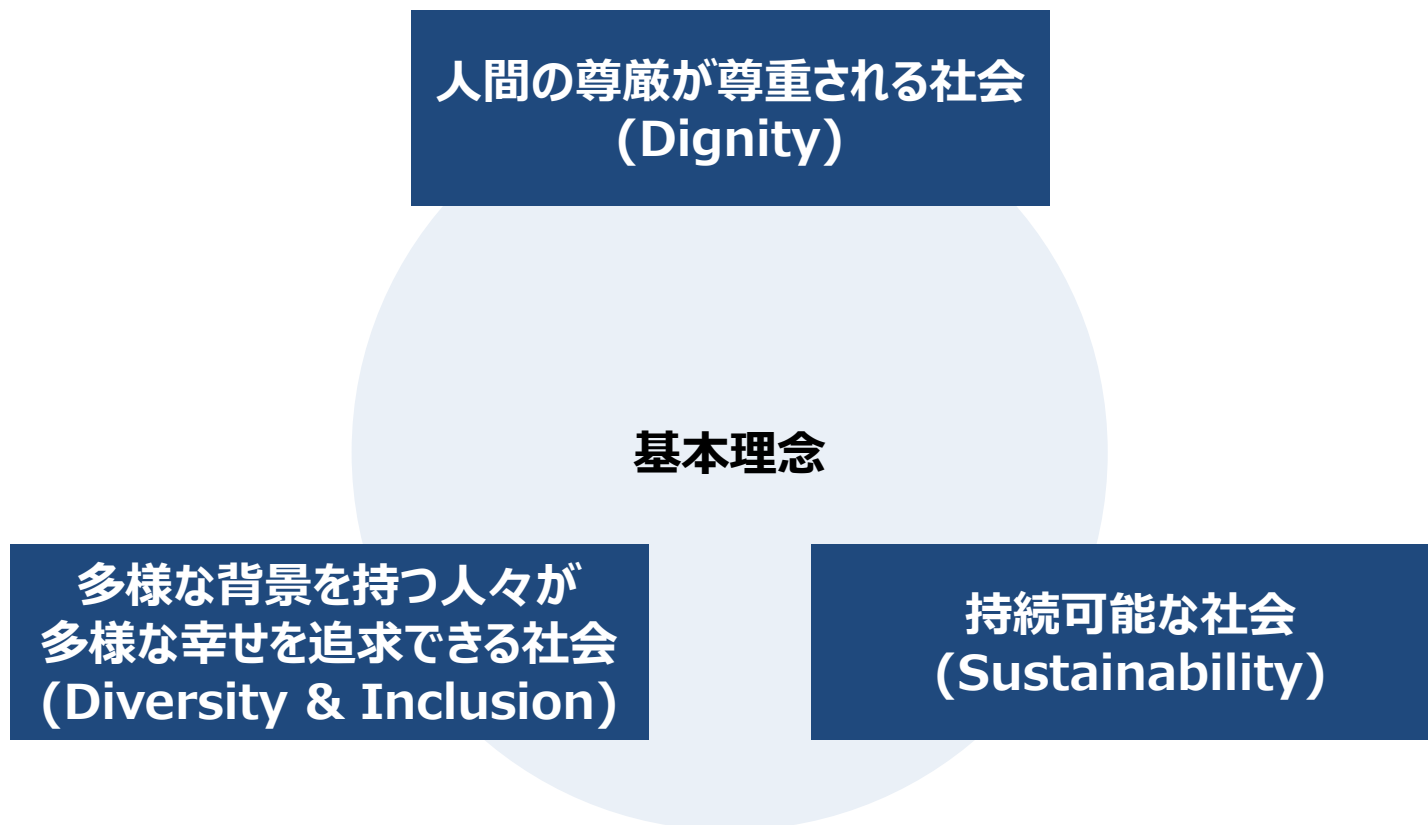 人間の尊厳が尊重される社会
(Dignity)
基本理念
多様な背景を持つ人々が
多様な幸せを追求できる社会
(Diversity & Inclusion)
持続可能な社会
(Sustainability)